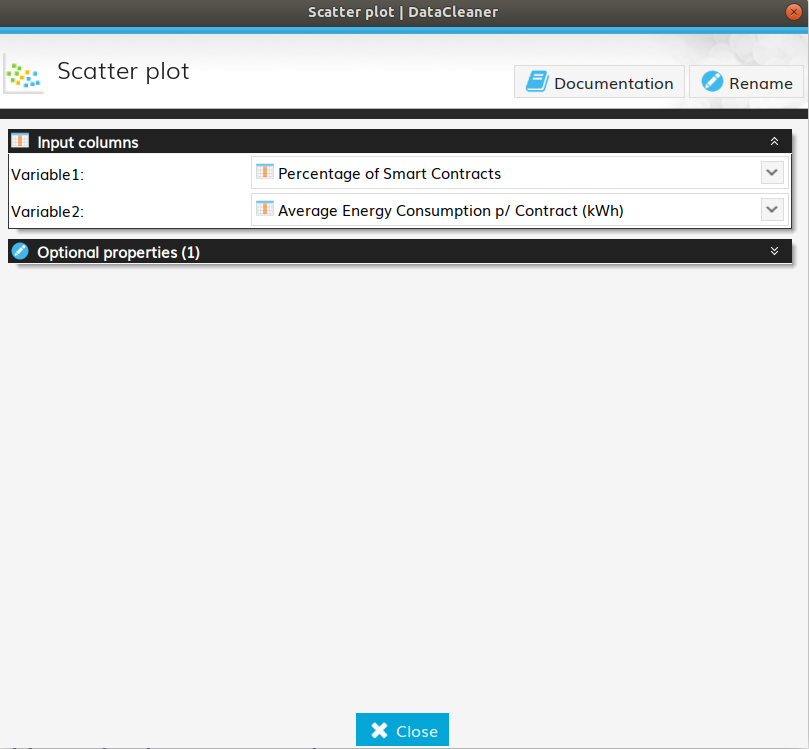 Scatter plot | DataCleaner
Scatter plot
Documentation
Rename
Input columns
Variable1:
Percentage of Smart Contracts
Variable2:
Average Energy Consumption p/ Contract (kWh)
Optional properties (1)
Close